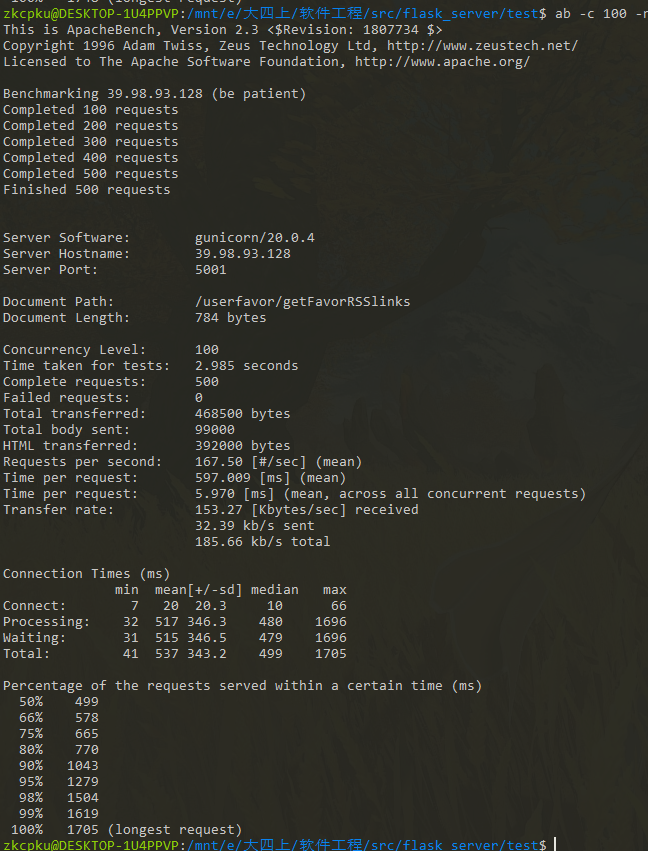 zkcpku@DESKTOP-1U4PPVP:/mnt/e/大四上/软件工程/src/flask_server/test$ ab -c 100 -n
This is ApacheBench, Version 2.3 <$Revision: 1807734 $>
Copyright 1996 Adam Twiss, Zeus Technology Ltd, http://www.zeustech.net/
Licensed to The Apache Software Foundation, http://www.apache.org/

Benchmarking 39.98.93.128 (be patient)
Completed 100 requests
Completed 200 requests
Completed 300 requests
Completed 400 requests
Completed 500 requests
Finished 500 requests


Server Software:        gunicorn/20.0.4
Server Hostname:        39.98.93.128
Server Port:            5001

Document Path:          /userfavor/getFavorRSSlinks
Document Length:        784 bytes

Concurrency Level:      100
Time taken for tests:   2.985 seconds
Complete requests:      500
Failed requests:        0
Total transferred:      468500 bytes
Total body sent:        99000
HTML transferred:       392000 bytes
Requests per second:    167.50 [#/sec] (mean)
Time per request:       597.009 [ms] (mean)
Time per request:       5.970 [ms] (mean, across all concurrent requests)
Transfer rate:          153.27 [Kbytes/sec] received
                        32.39 kb/s sent
                        185.66 kb/s total

Connection Times (ms)
              min  mean[+/-sd] median   max
Connect:        7   20  20.3     10      66
Processing:    32  517 346.3    480    1696
Waiting:       31  515 346.5    479    1696
Total:         41  537 343.2    499    1705

Percentage of the requests served within a certain time (ms)
  50%    499
  66%    578
  75%    665
  80%    770
  90%   1043
  95%   1279
  98%   1504
  99%   1619
 100%   1705 (longest request)
zkcpku@DESKTOP-1U4PPVP:/mnt/e/大四上/软件工程/src/flask_server/test$